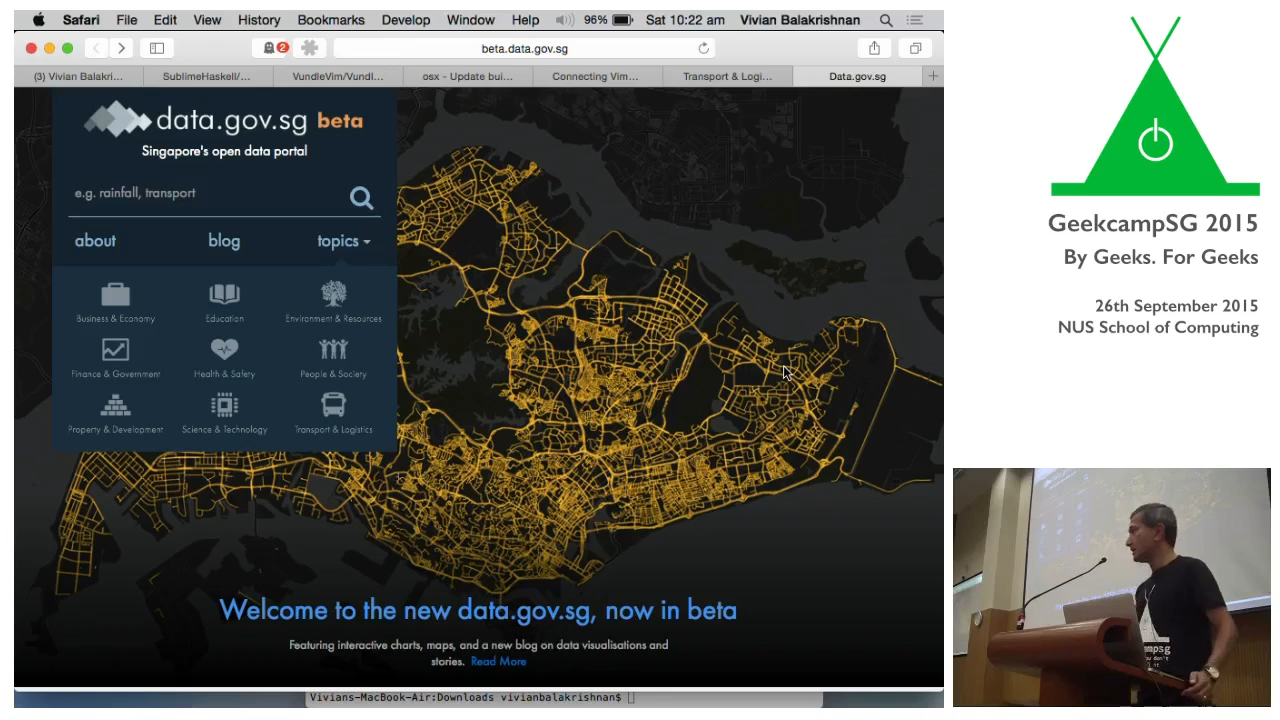 Safari File Edit View History Bookmarks Develop Window Help 96% Sat 10:22 am Vivian Balakrishnan
2 beta.data.gov.sg
(3) Vivian Balakri... SublimeHaskell/... VundleVim/Vundl... osx - Update bui... Connecting Vim... Transport & Logi... Data.gov.sg
data.gov.sg beta
Singapore's open data portal
e.g. rainfall, transport
about blog topics
Business & Economy Education Environment & Resources
Finance & Government Health & Safety People & Society
Property & Development Science & Technology Transport & Logistics
Welcome to the new data.gov.sg, now in beta
Featuring interactive charts, maps, and a new blog on data visualisations and
stories. Read More
Vivians-MacBook-Air:Downloads vivianbalakrishnan$
GeekcampSG 2015
By Geeks. For Geeks
26th September 2015
NUS School of Computing